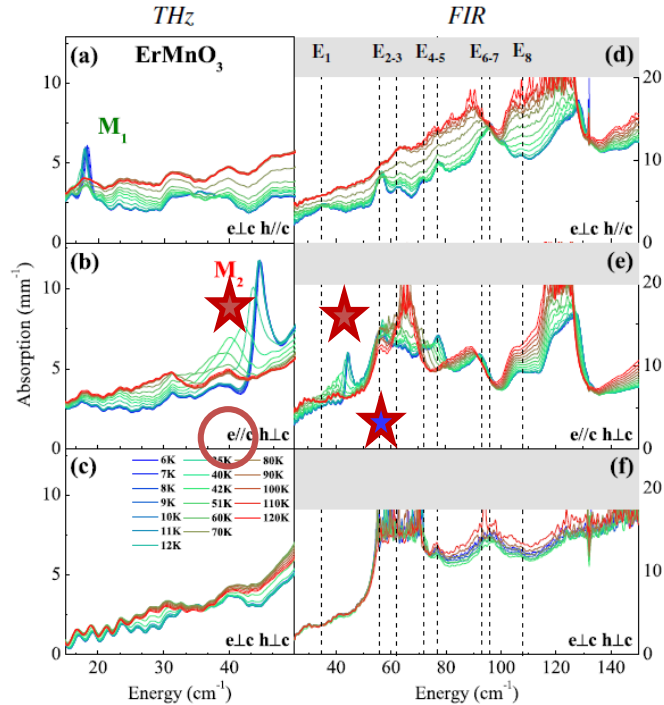 THz FIR
(a) ErMnO₃
M₁
e⊥c h//c
E₁ E₂₋₃ E₄₋₅ E₆₋₇ E₈ (d)
e⊥c h//c
13
5
0
20
10
0
(b) M₂
e//c h⊥c
(e)
e//c h⊥c
Absorption (mm⁻¹)
10
5
0
20
10
0
(c)
6K 35K 80K
7K 40K 90K
8K 42K 100K
9K 51K 110K
10K 60K 120K
11K 70K
12K
e⊥c h⊥c
(f)
e⊥c h⊥c
10
5
0
20
10
0
20 40
40 60 80 100 120 140
Energy (cm⁻¹) Energy (cm⁻¹)